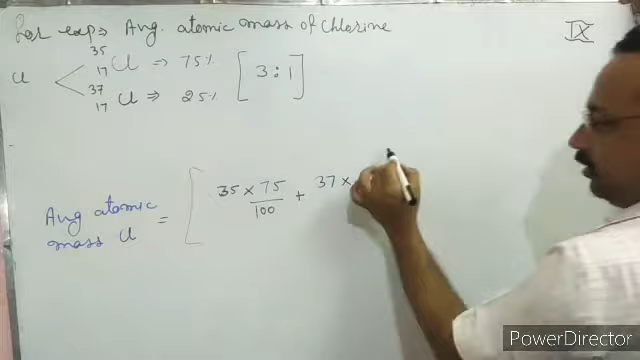 For exp⇒ Avg. atomic mass of Chlorine
IX
35
17 Cl ⇒ 75%
Cl
[ 3:1 ]
37
17 Cl ⇒ 25%
Avg atomic mass Cl = [ 35 × 75 / 100 + 37 ×
PowerDirector